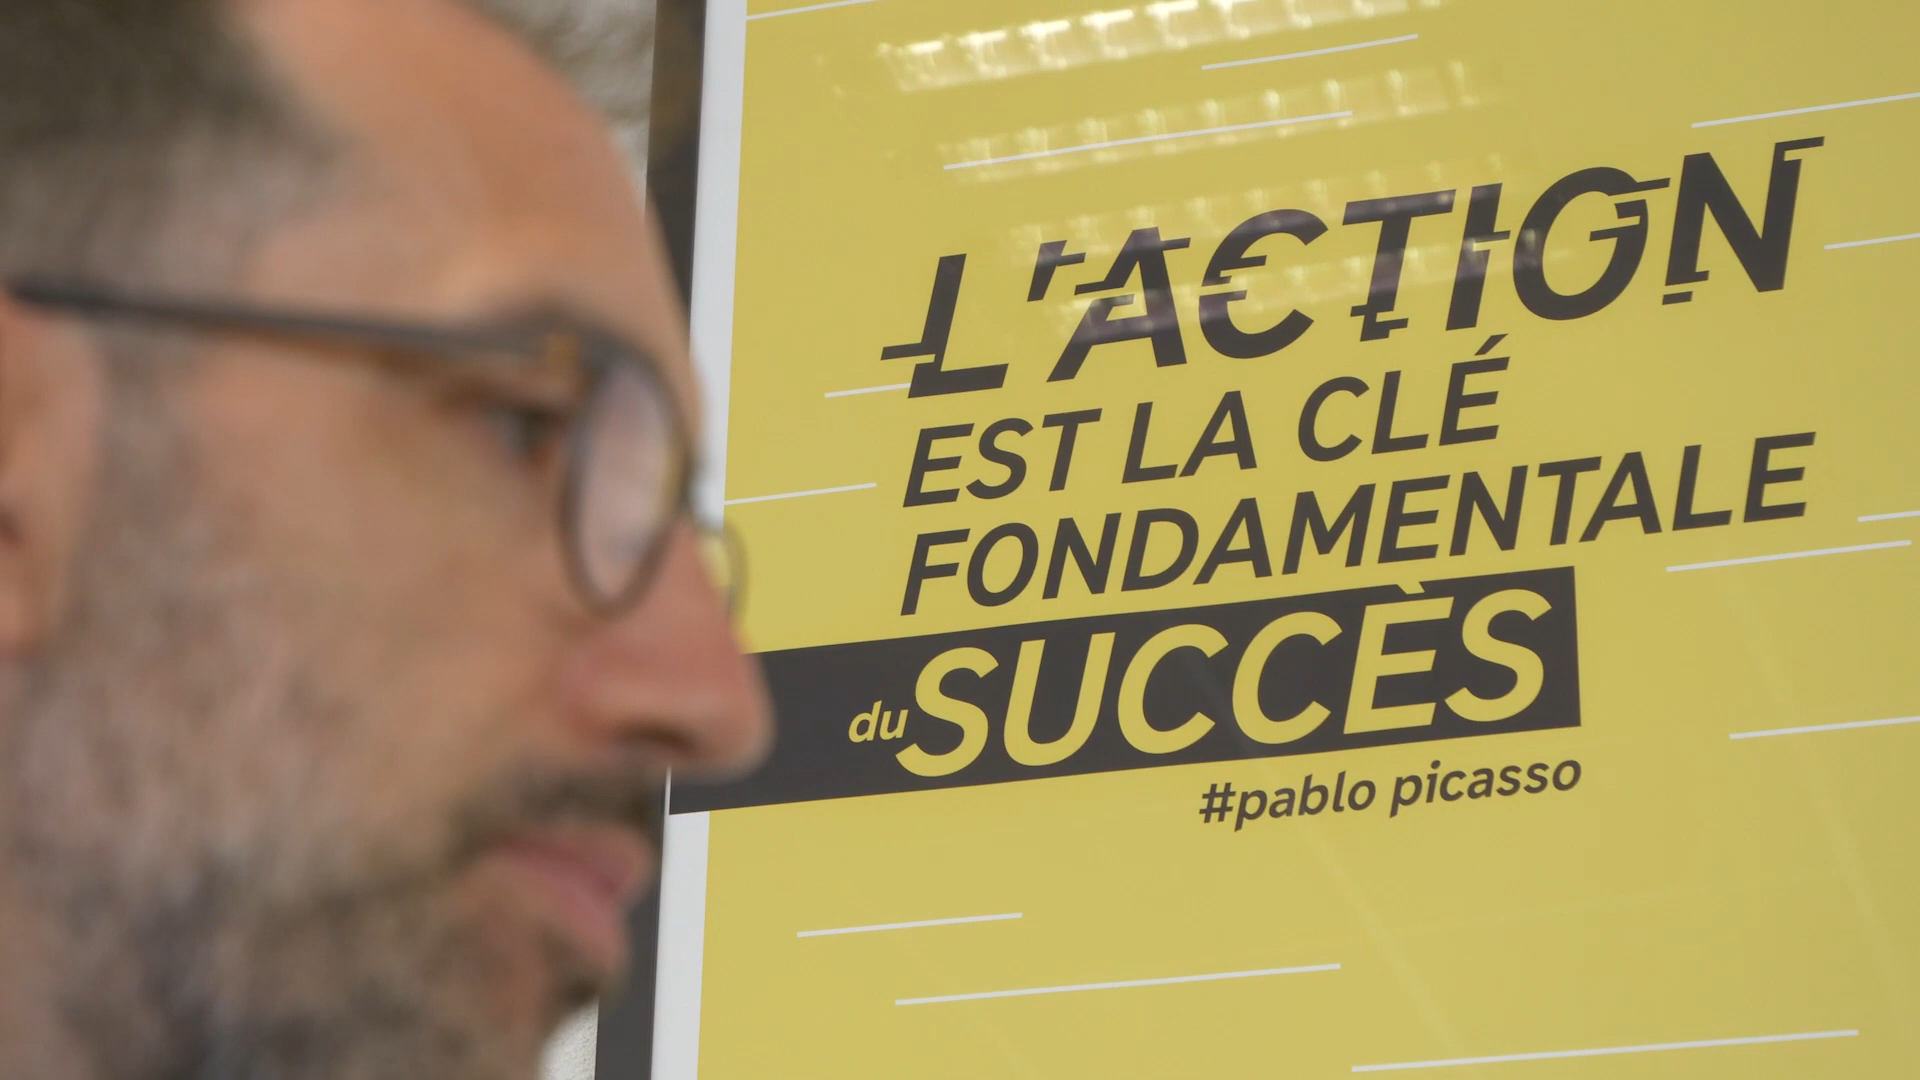 L'ACTION
EST LA CLÉ
FONDAMENTALE
du SUCCÈS
#pablo picasso